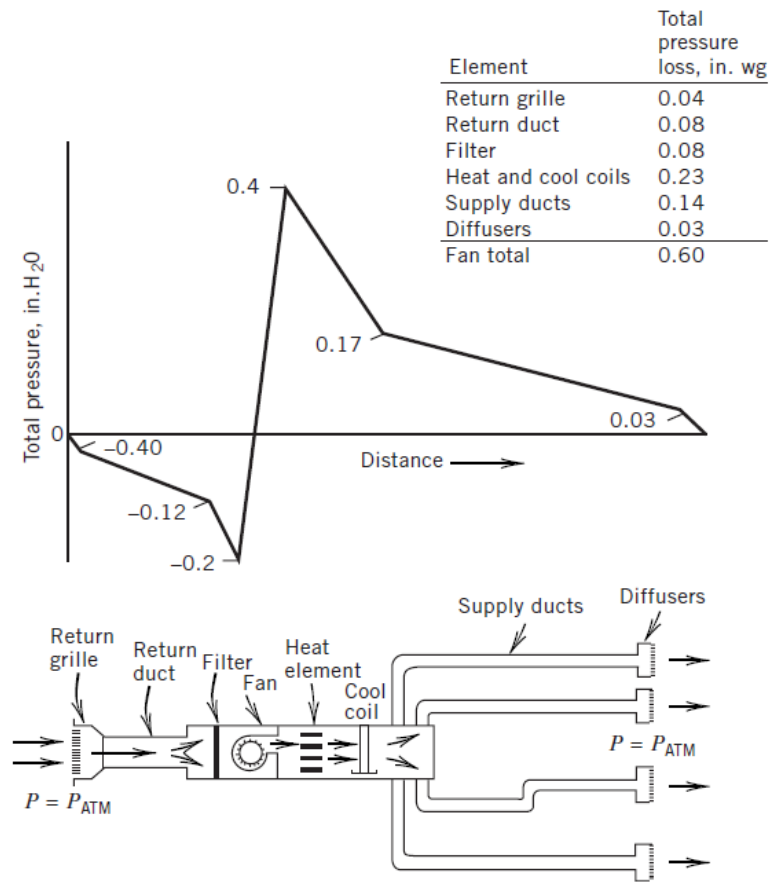 Total
pressure
Element loss, in. wg
Return grille 0.04
Return duct 0.08
Filter 0.08
Heat and cool coils 0.23
Supply ducts 0.14
Diffusers 0.03
Fan total 0.60
Total pressure, in.H₂0
0.4
0.17
0.03
0
-0.40
Distance
-0.12
-0.2
Supply ducts
Diffusers
Return
grille
Return
duct
Filter
Fan
Heat
element
Cool
coil
P = PATM
P = PATM